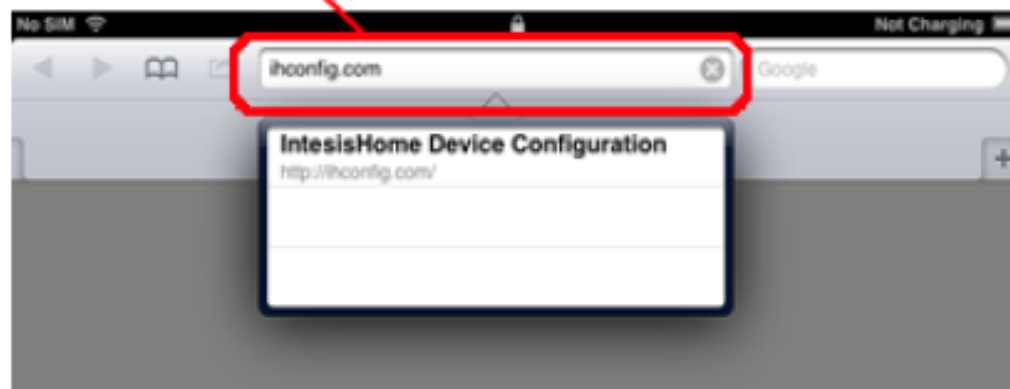 No SIM
Not Charging
ihconfig.com
Google
IntesisHome Device Configuration
http://ihconfig.com/